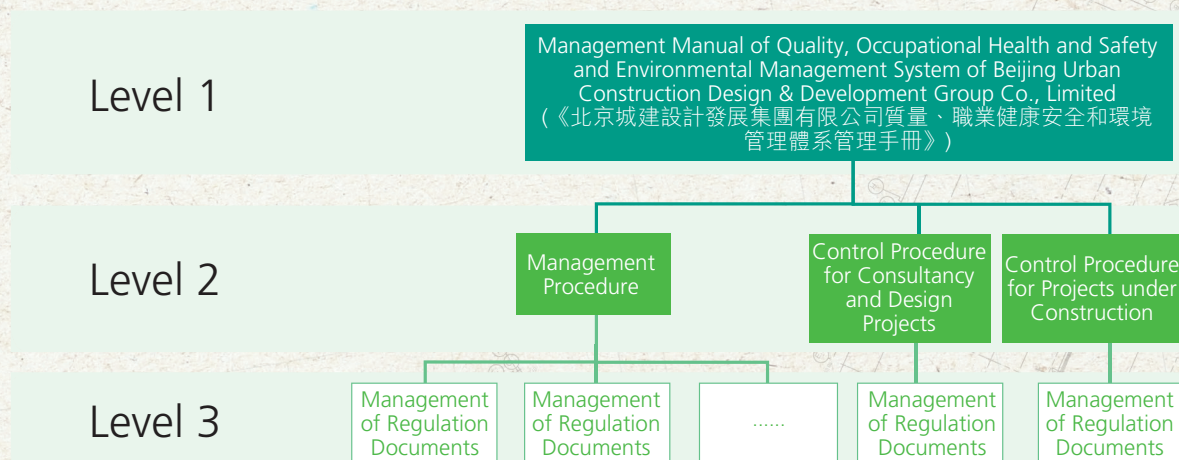 Level 1
Management Manual of Quality, Occupational Health and Safety
and Environmental Management System of Beijing Urban
Construction Design & Development Group Co., Limited
(《北京城建設計發展集團有限公司質量、職業健康安全和環境
管理體系管理手冊》)
Level 2
Management
Procedure
Control Procedure
for Consultancy
and Design
Projects
Control Procedure
for Projects under
Construction
Level 3
Management
of Regulation
Documents
Management
of Regulation
Documents
......
Management
of Regulation
Documents
Management
of Regulation
Documents